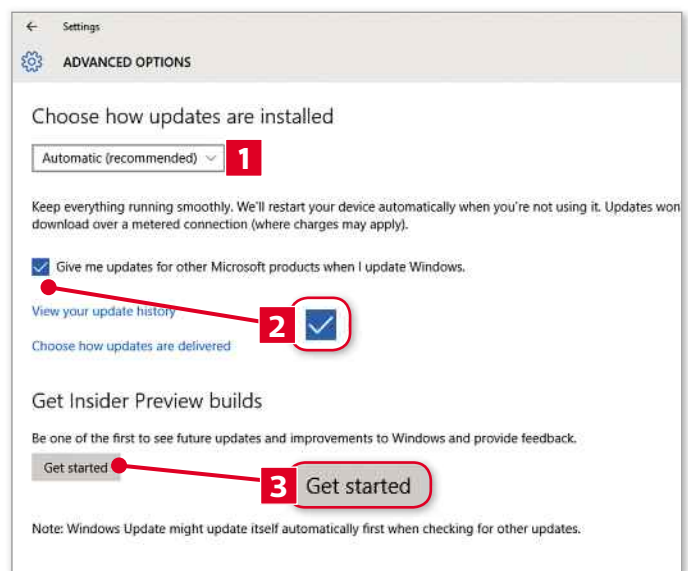 ← Settings
ADVANCED OPTIONS
Choose how updates are installed
Automatic (recommended)
1
Keep everything running smoothly. We'll restart your device automatically when you're not using it. Updates won
download over a metered connection (where charges may apply).
Give me updates for other Microsoft products when I update Windows.
View your update history
2
Choose how updates are delivered
Get Insider Preview builds
Be one of the first to see future updates and improvements to Windows and provide feedback.
Get started
3 Get started
Note: Windows Update might update itself automatically first when checking for other updates.